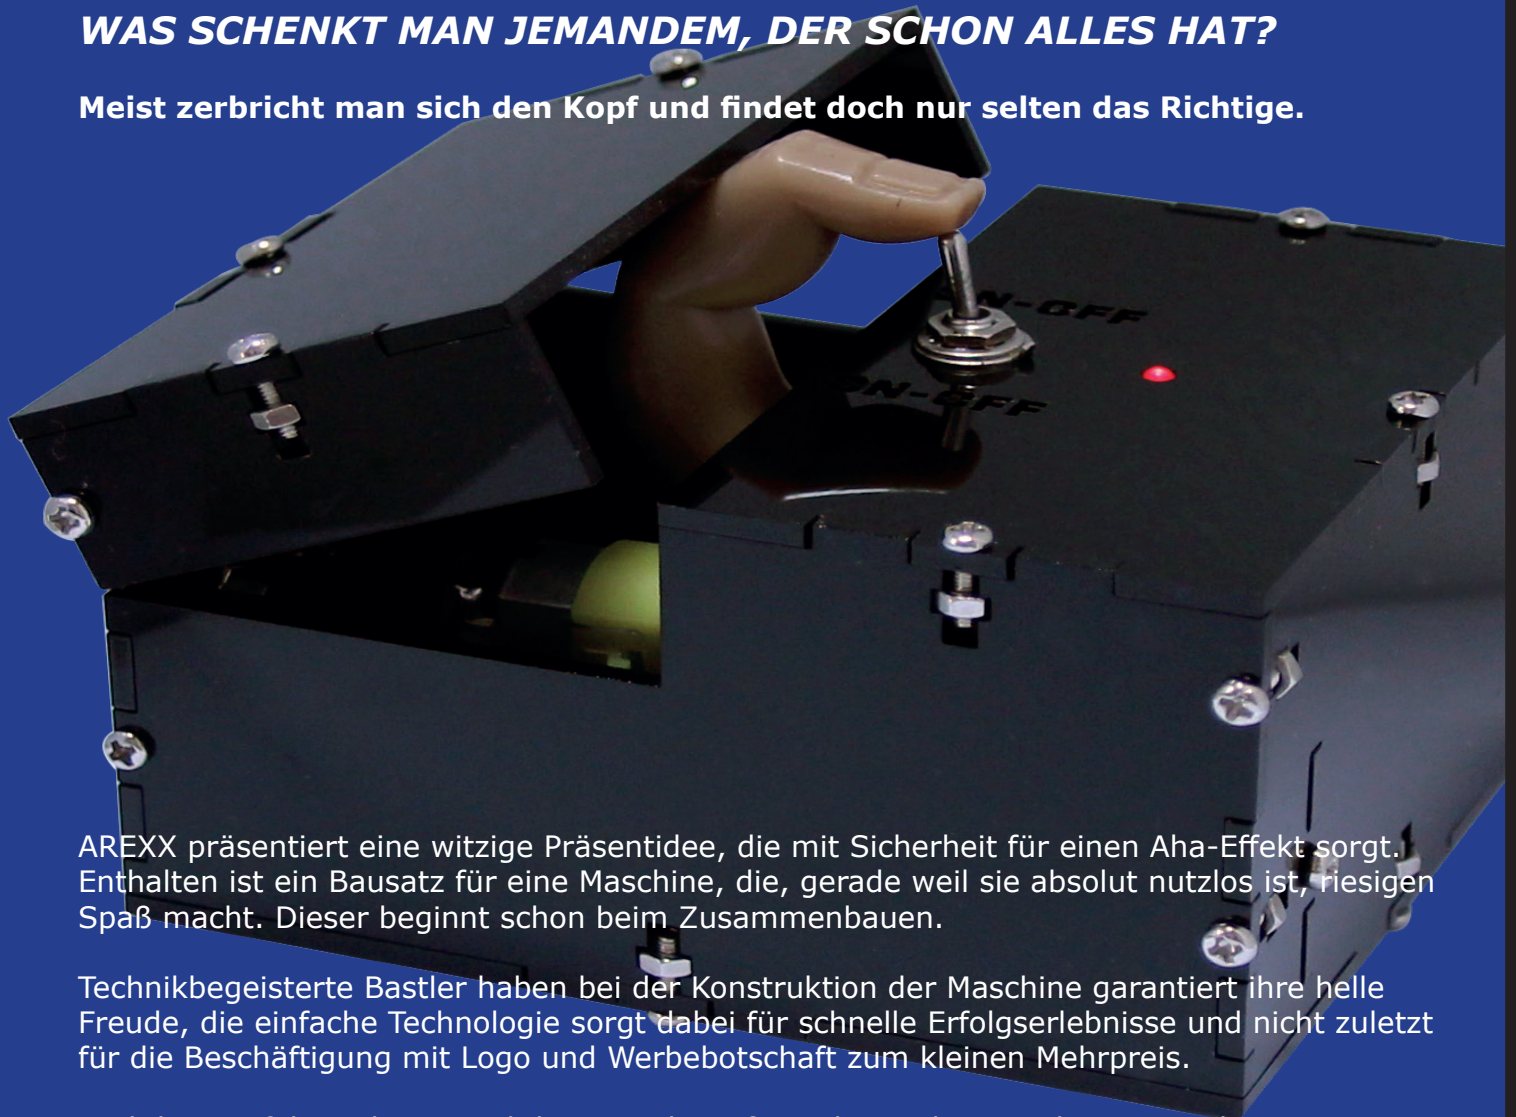 WAS SCHENKT MAN JEMANDEM, DER SCHON ALLES HAT?
Meist zerbricht man sich den Kopf und findet doch nur selten das Richtige.
ON-OFF
ON-OFF
AREXX präsentiert eine witzige Präsentidee, die mit Sicherheit für einen Aha-Effekt sorgt.
Enthalten ist ein Bausatz für eine Maschine, die, gerade weil sie absolut nutzlos ist, riesigen
Spaß macht. Dieser beginnt schon beim Zusammenbauen.
Technikbegeisterte Bastler haben bei der Konstruktion der Maschine garantiert ihre helle
Freude, die einfache Technologie sorgt dabei für schnelle Erfolgserlebnisse und nicht zuletzt
für die Beschäftigung mit Logo und Werbebotschaft zum kleinen Mehrpreis.